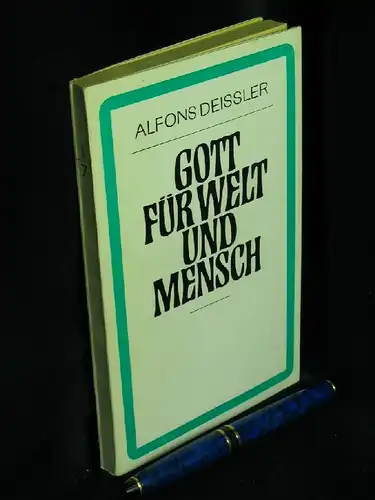 ALFONS DEISSLER
GOTT
FÜR WELT
UND
MENSCH